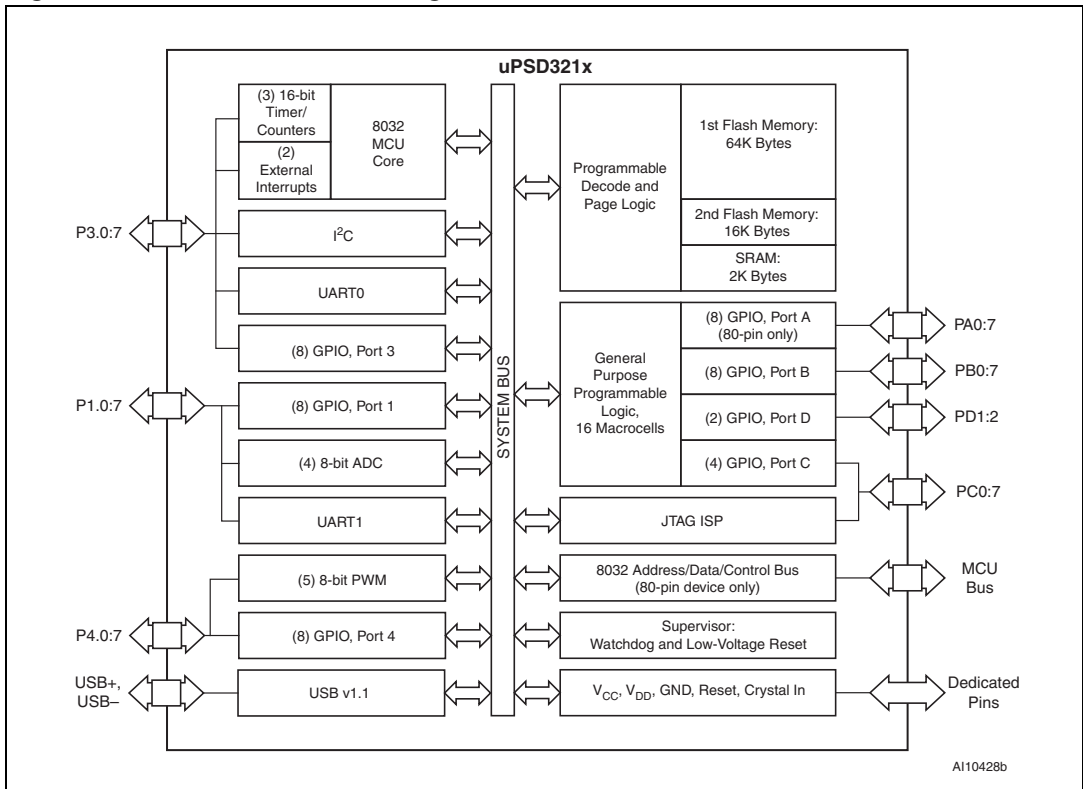 uPSD321x
(3) 16-bit
Timer/
Counters
(2)
External
Interrupts
8032
MCU
Core
I²C
UART0
(8) GPIO, Port 3
(8) GPIO, Port 1
(4) 8-bit ADC
UART1
(5) 8-bit PWM
(8) GPIO, Port 4
USB v1.1
P3.0:7
P1.0:7
P4.0:7
USB+,
USB–
SYSTEM BUS
Programmable
Decode and
Page Logic
1st Flash Memory:
64K Bytes
2nd Flash Memory:
16K Bytes
SRAM:
2K Bytes
General
Purpose
Programmable
Logic,
16 Macrocells
(8) GPIO, Port A
(80-pin only)
(8) GPIO, Port B
(2) GPIO, Port D
(4) GPIO, Port C
JTAG ISP
8032 Address/Data/Control Bus
(80-pin device only)
Supervisor:
Watchdog and Low-Voltage Reset
VCC, VDD, GND, Reset, Crystal In
PA0:7
PB0:7
PD1:2
PC0:7
MCU
Bus
Dedicated
Pins
AI10428b